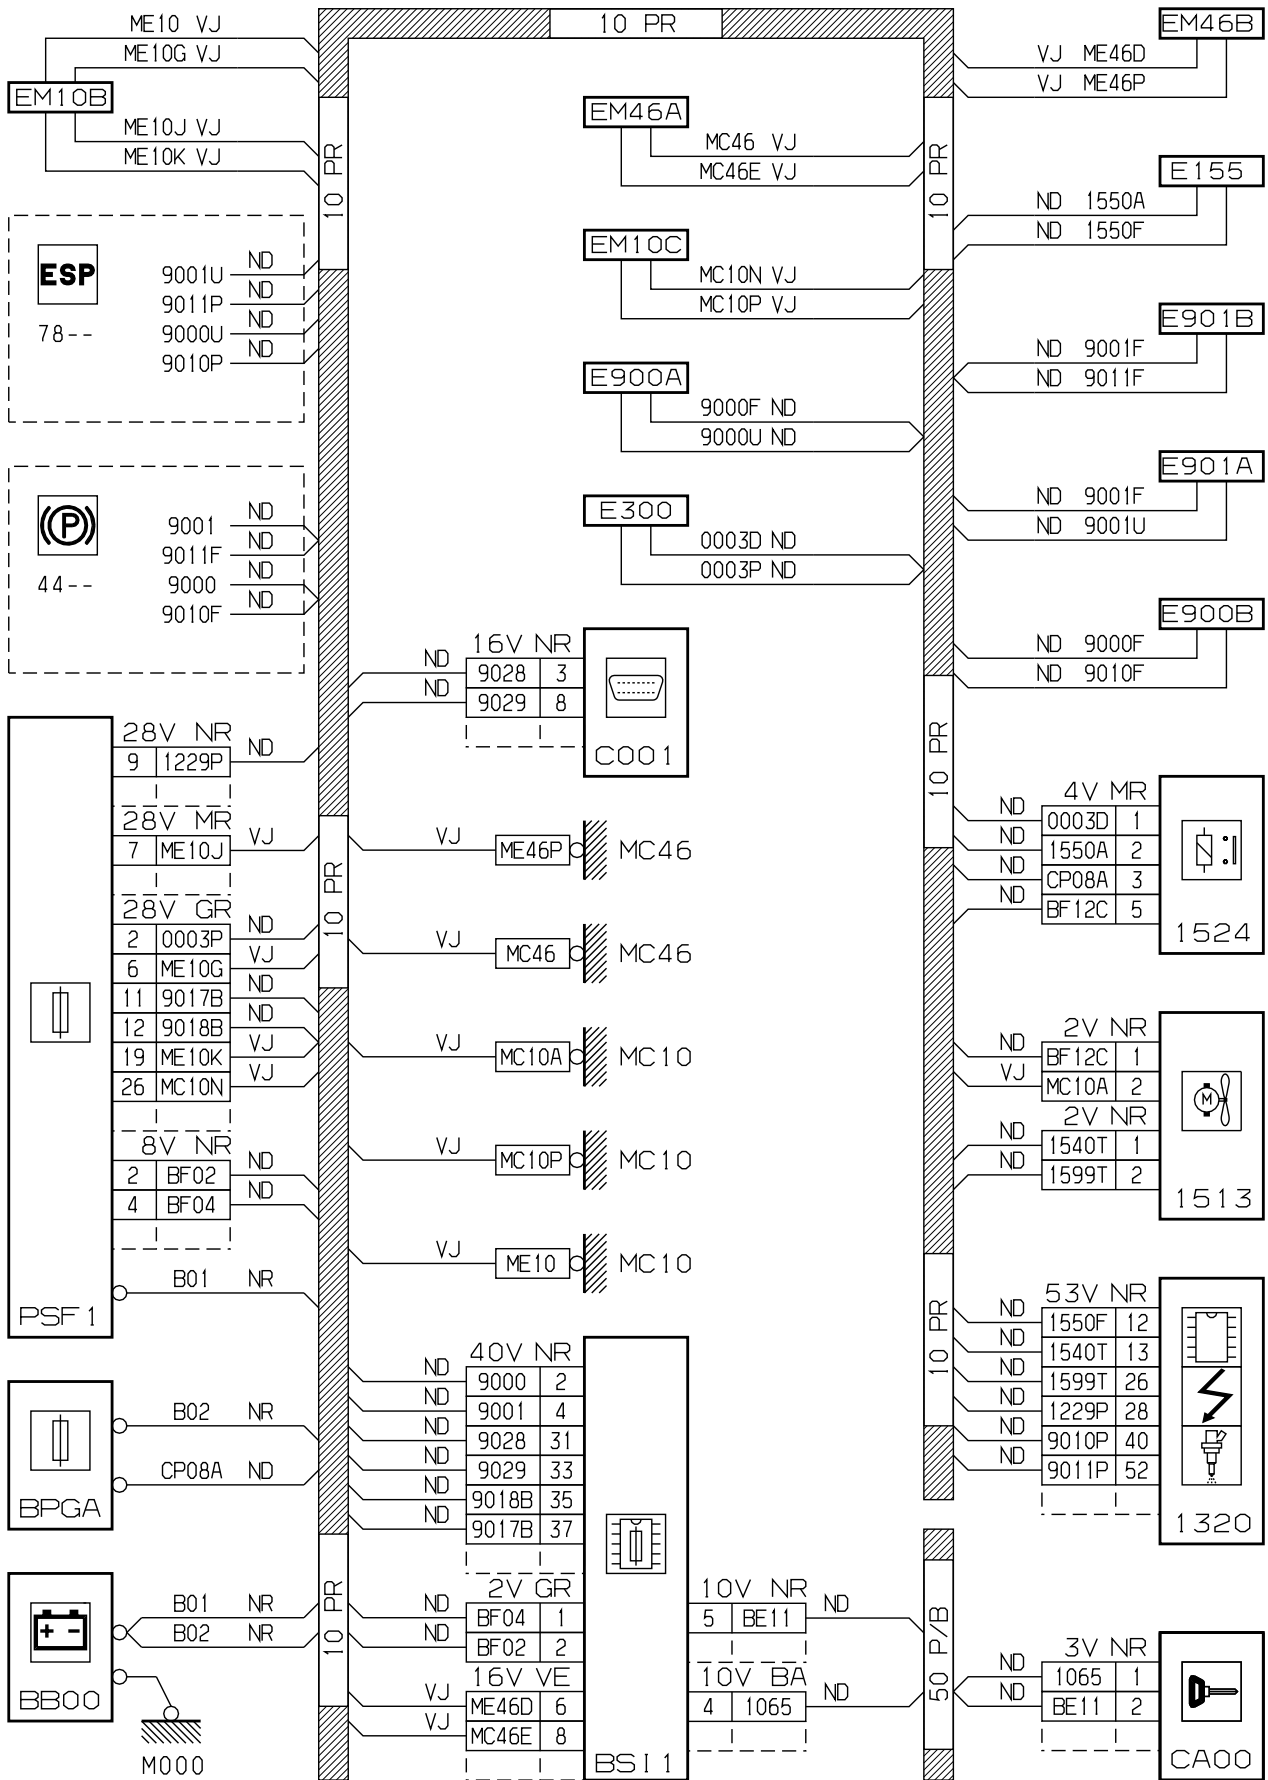 10 PR
ME10 VJ
ME10G VJ
EM10B
ME10J VJ
ME10K VJ
10 PR
ESP
78--
9001U ND
9011P ND
9000U ND
9010P ND
P
44--
9001 ND
9011F ND
9000 ND
9010F ND
28V NR
9 1229P ND
28V MR
7 ME10J VJ
28V GR
2 0003P ND
6 ME10G VJ
11 9017B ND
12 9018B ND
19 ME10K VJ
26 MC10N VJ
8V NR
2 BF02 ND
4 BF04 ND
B01 NR
PSF1
10 PR
B02 NR
CP08A ND
BPGA
B01 NR
B02 NR
+ -
BB00
M000
10 PR
EM46A
MC46 VJ
MC46E VJ
EM10C
MC10N VJ
MC10P VJ
E900A
9000F ND
9000U ND
E300
0003D ND
0003P ND
16V NR
ND 9028 3
ND 9029 8
C001
VJ ME46P MC46
VJ MC46 MC46
VJ MC10A MC10
VJ MC10P MC10
VJ ME10 MC10
40V NR
ND 9000 2
ND 9001 4
ND 9028 31
ND 9029 33
ND 9018B 35
ND 9017B 37
2V GR
ND BF04 1
ND BF02 2
16V VE
VJ ME46D 6
VJ MC46E 8
BSI1
10V NR
5 BE11 ND
10V BA
4 1065 ND
10 PR
EM46B
VJ ME46D
VJ ME46P
E155
ND 1550A
ND 1550F
E901B
ND 9001F
ND 9011F
E901A
ND 9001F
ND 9001U
E900B
ND 9000F
ND 9010F
10 PR
4V MR
ND 0003D 1
ND 1550A 2
ND CP08A 3
ND BF12C 5
1524
2V NR
ND BF12C 1
VJ MC10A 2
2V NR
ND 1540T 1
ND 1599T 2
M
1513
10 PR
53V NR
ND 1550F 12
ND 1540T 13
ND 1599T 26
ND 1229P 28
ND 9010P 40
ND 9011P 52
1320
50 P/B
3V NR
ND 1065 1
ND BE11 2
CA00